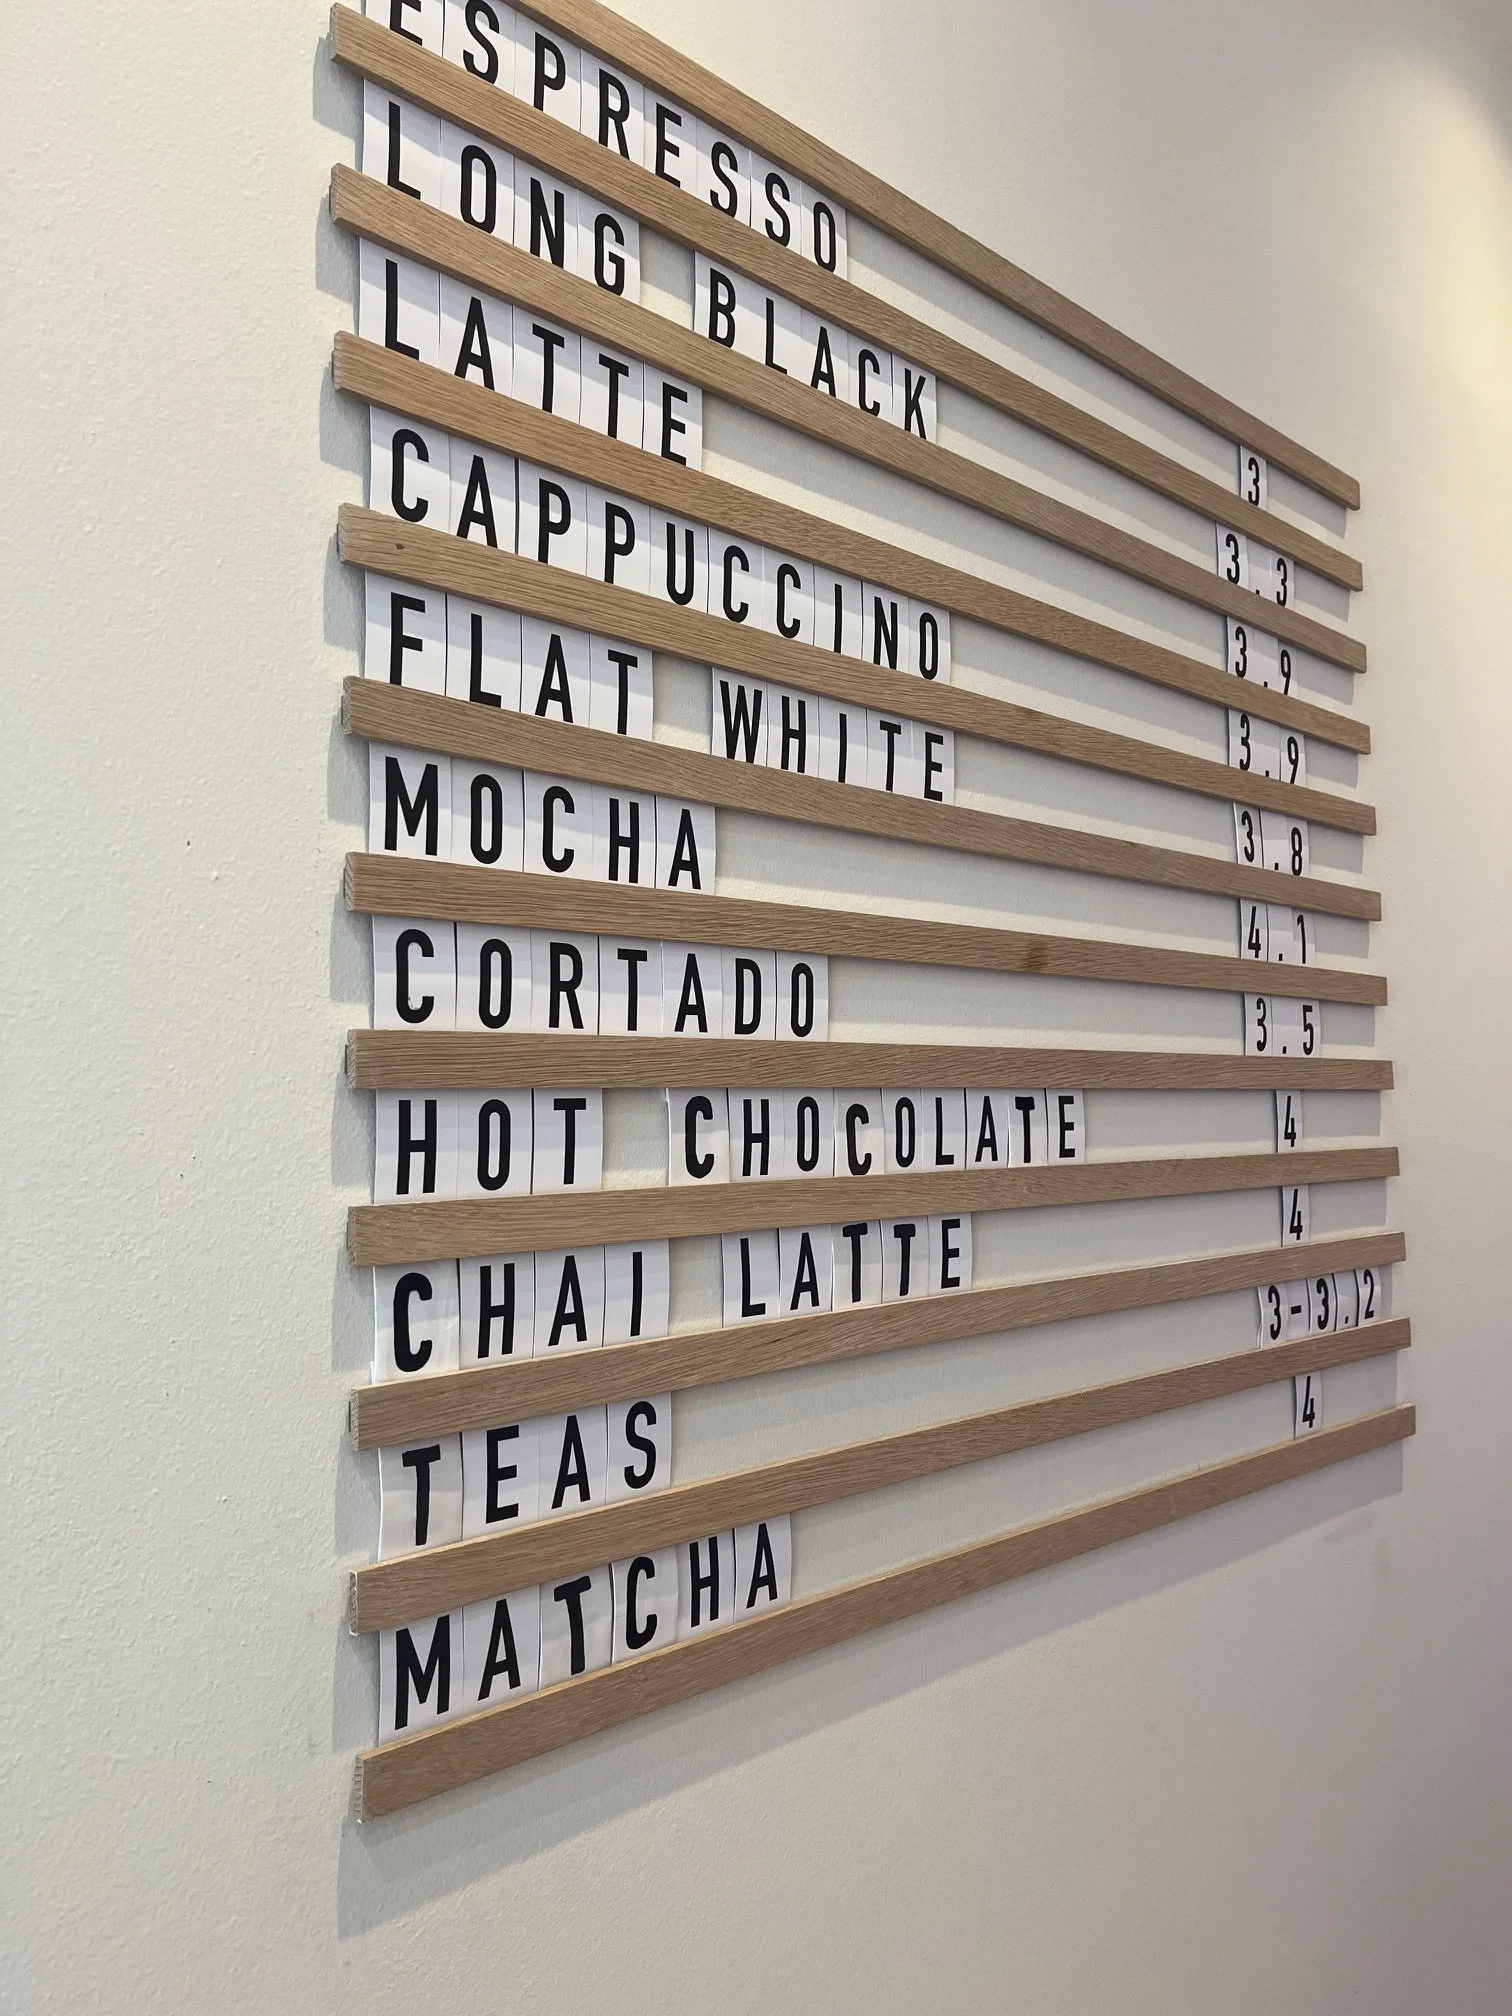 ESPRESSO 3
LONG BLACK 3.3
LATTE 3.9
CAPPUCCINO 3.9
FLAT WHITE 3.8
MOCHA 4.1
CORTADO 3.5
HOT CHOCOLATE 4
CHAI LATTE 4
TEAS 3-3.2
MATCHA 4